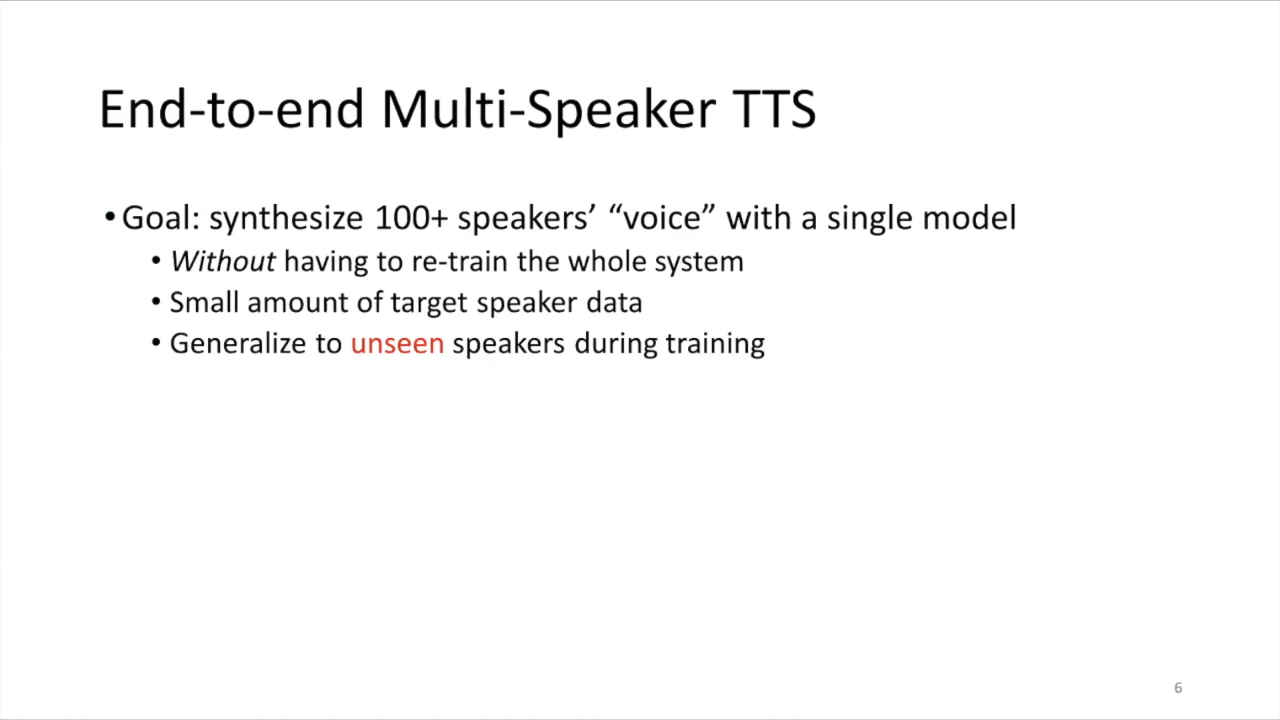 End-to-end Multi-Speaker TTS
• Goal: synthesize 100+ speakers’ “voice” with a single model
• Without having to re-train the whole system
• Small amount of target speaker data
• Generalize to unseen speakers during training
6